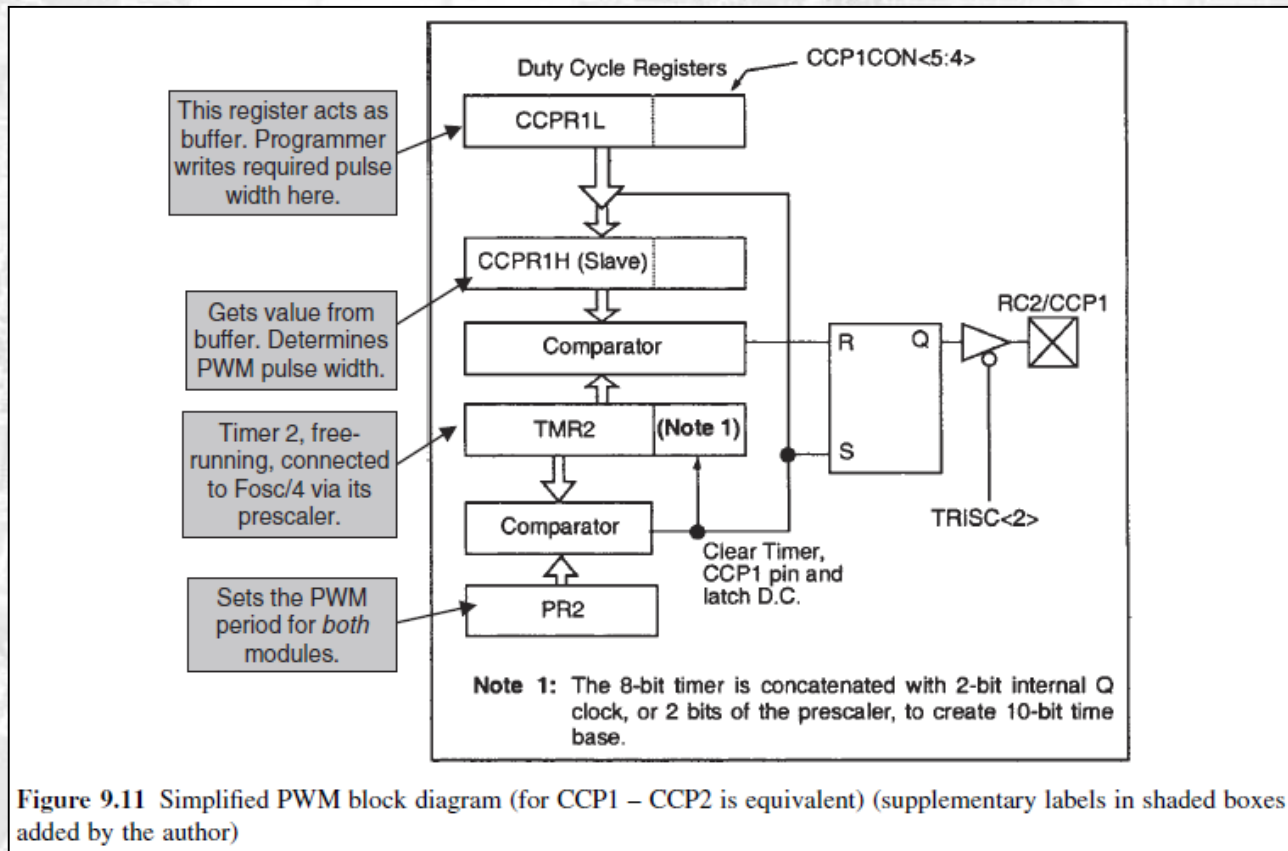 Duty Cycle Registers
CCP1CON<5:4>
This register acts as
buffer. Programmer
writes required pulse
width here.
CCPR1L
CCPR1H (Slave)
Gets value from
buffer. Determines
PWM pulse width.
Comparator
R
Q
S
RC2/CCP1
TRISC<2>
Timer 2, free-
running, connected
to Fosc/4 via its
prescaler.
TMR2
(Note 1)
Comparator
Clear Timer,
CCP1 pin and
latch D.C.
Sets the PWM
period for both
modules.
PR2
Note 1: The 8-bit timer is concatenated with 2-bit internal Q
clock, or 2 bits of the prescaler, to create 10-bit time
base.
Figure 9.11 Simplified PWM block diagram (for CCP1 – CCP2 is equivalent) (supplementary labels in shaded boxes
added by the author)